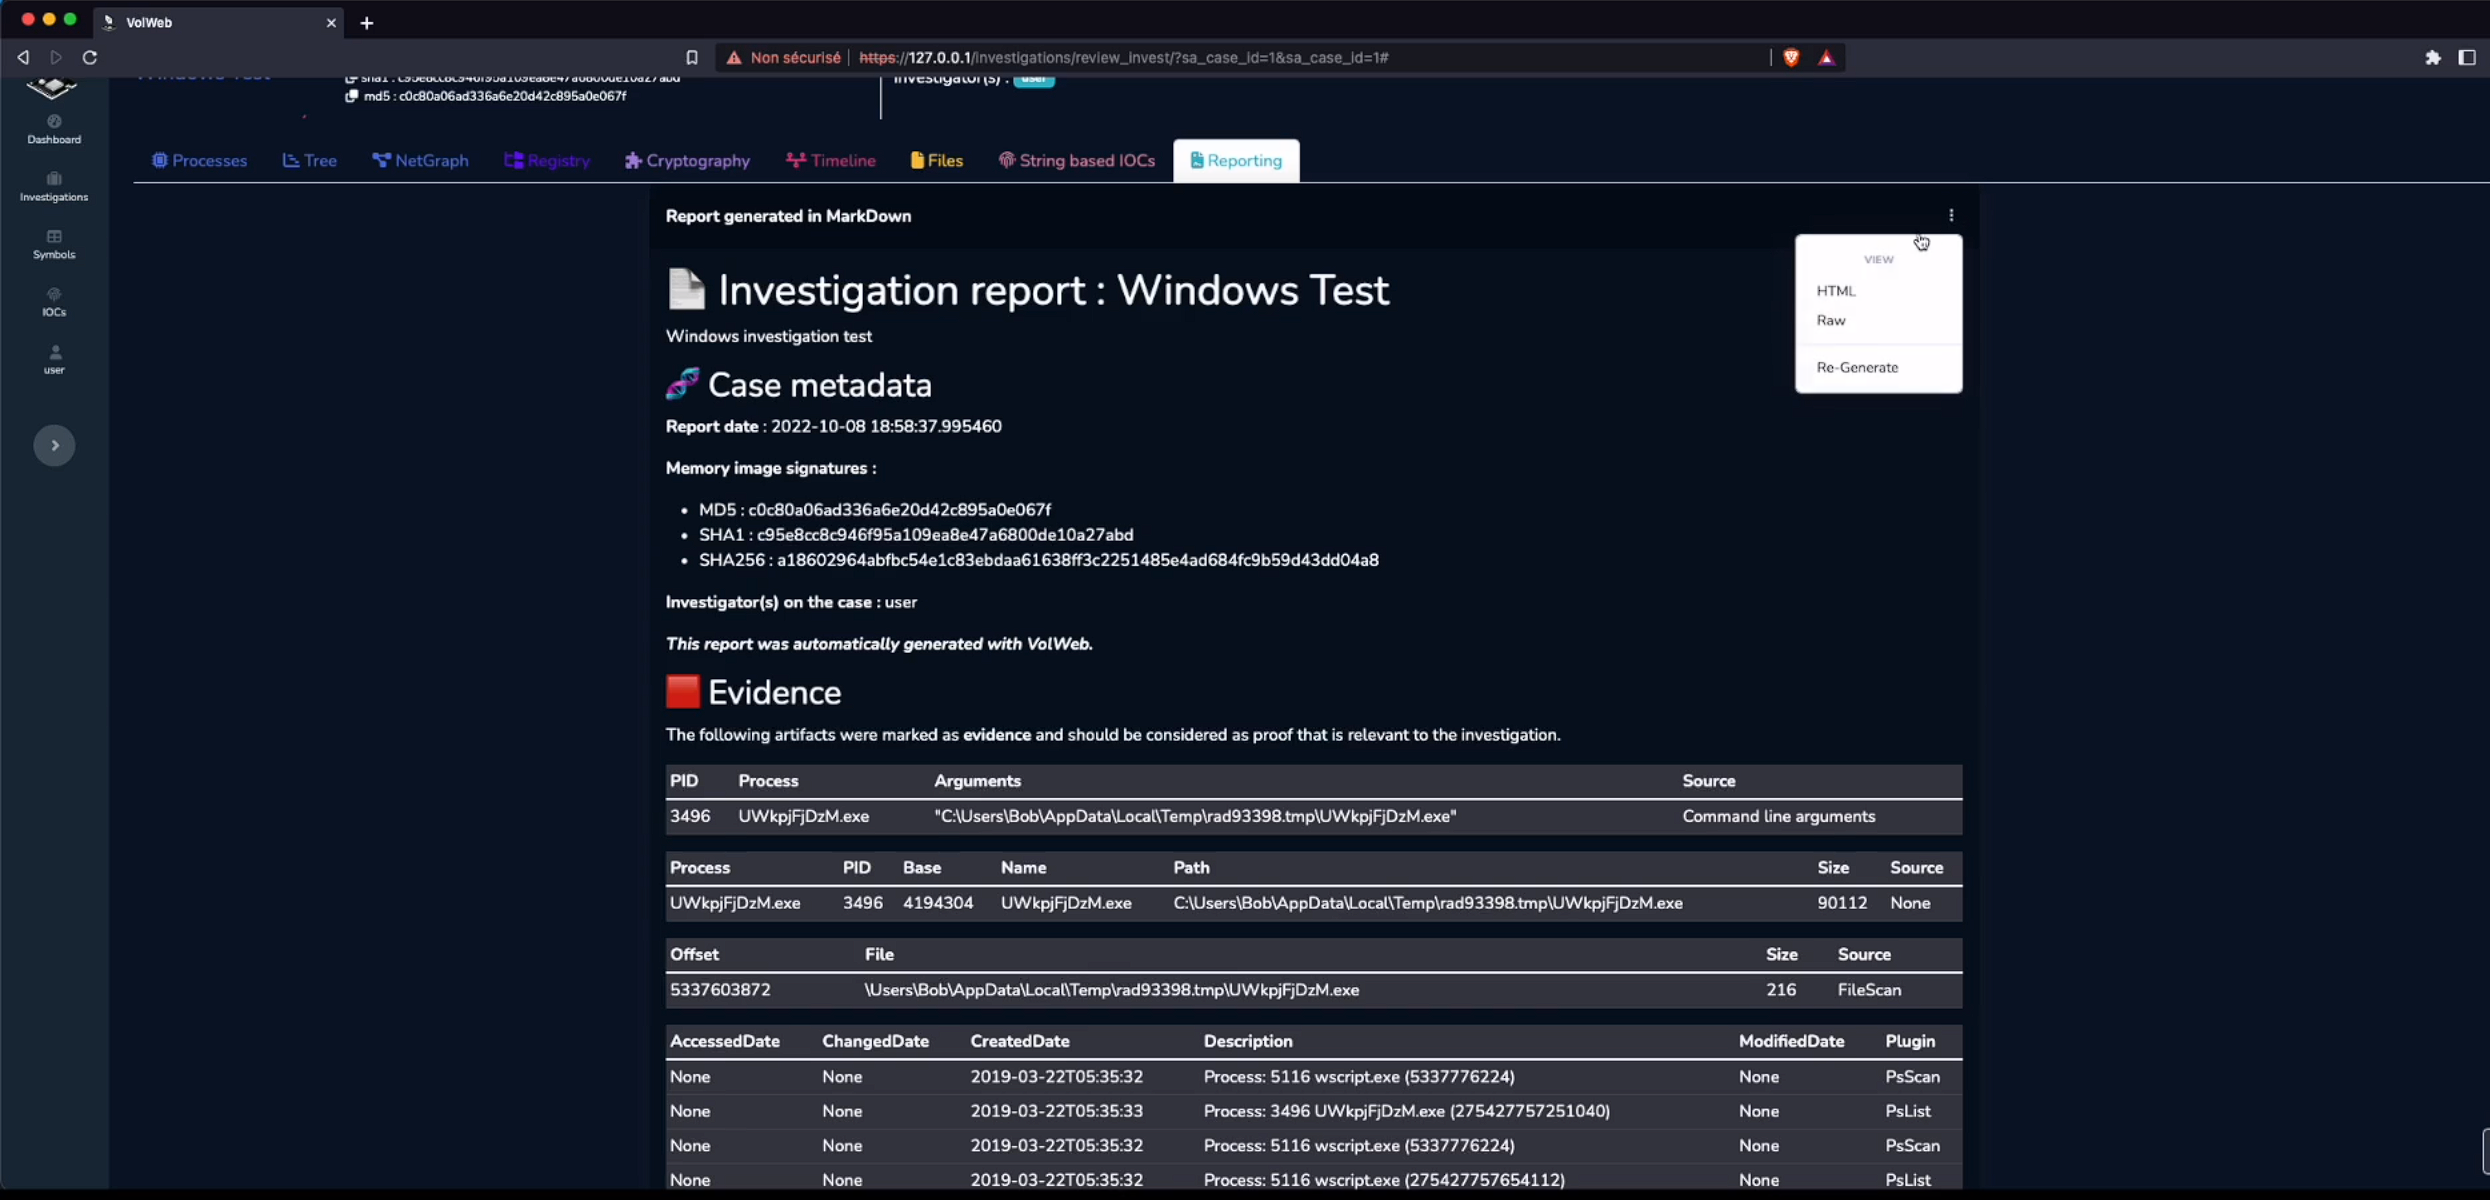 VolWeb
Non sécurisé https://127.0.0.1/investigations/review_invest/?sa_case_id=1&sa_case_id=1#
Windows Test
sha1 : c95e8cc8c946f95a109ea8e47a6800de10a27abd
Investigator(s) : user
md5 : c0c80a06ad336a6e20d42c895a0e067f
Dashboard
Investigations
Symbols
IOCs
user
Processes Tree NetGraph Registry Cryptography Timeline Files String based IOCs Reporting
Report generated in MarkDown
VIEW
HTML
Raw
Re-Generate
Investigation report : Windows Test
Windows investigation test
Case metadata
Report date : 2022-10-08 18:58:37.995460
Memory image signatures :
• MD5 : c0c80a06ad336a6e20d42c895a0e067f
• SHA1 : c95e8cc8c946f95a109ea8e47a6800de10a27abd
• SHA256 : a18602964abfbc54e1c83ebdaa61638ff3c2251485e4ad684fc9b59d43dd04a8
Investigator(s) on the case : user
This report was automatically generated with VolWeb.
Evidence
The following artifacts were marked as evidence and should be considered as proof that is relevant to the investigation.
PID Process Arguments Source
3496 UWkpjFjDzM.exe "C:\Users\Bob\AppData\Local\Temp\rad93398.tmp\UWkpjFjDzM.exe" Command line arguments
Process PID Base Name Path Size Source
UWkpjFjDzM.exe 3496 4194304 UWkpjFjDzM.exe C:\Users\Bob\AppData\Local\Temp\rad93398.tmp\UWkpjFjDzM.exe 90112 None
Offset File Size Source
5337603872 \Users\Bob\AppData\Local\Temp\rad93398.tmp\UWkpjFjDzM.exe 216 FileScan
AccessedDate ChangedDate CreatedDate Description ModifiedDate Plugin
None None 2019-03-22T05:35:32 Process: 5116 wscript.exe (5337776224) None PsScan
None None 2019-03-22T05:35:33 Process: 3496 UWkpjFjDzM.exe (275427757251040) None PsList
None None 2019-03-22T05:35:32 Process: 5116 wscript.exe (5337776224) None PsScan
None None 2019-03-22T05:35:32 Process: 5116 wscript.exe (275427757654112) None PsList